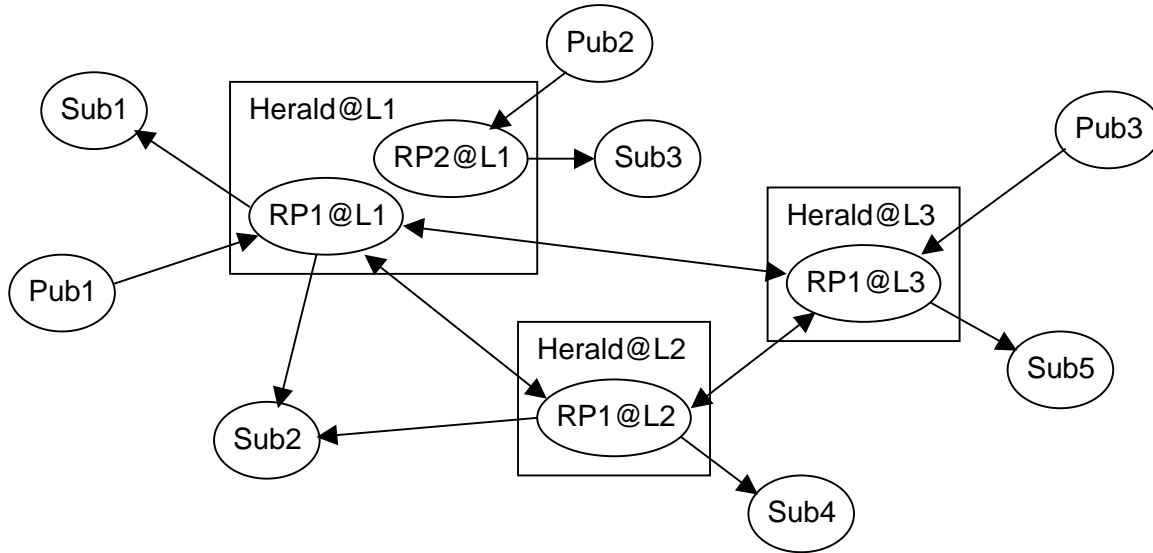 Pub2
Sub1
Herald@L1
Pub3
RP2@L1
Sub3
RP1@L1
Herald@L3
Pub1
RP1@L3
Herald@L2
Sub5
RP1@L2
Sub2
Sub4